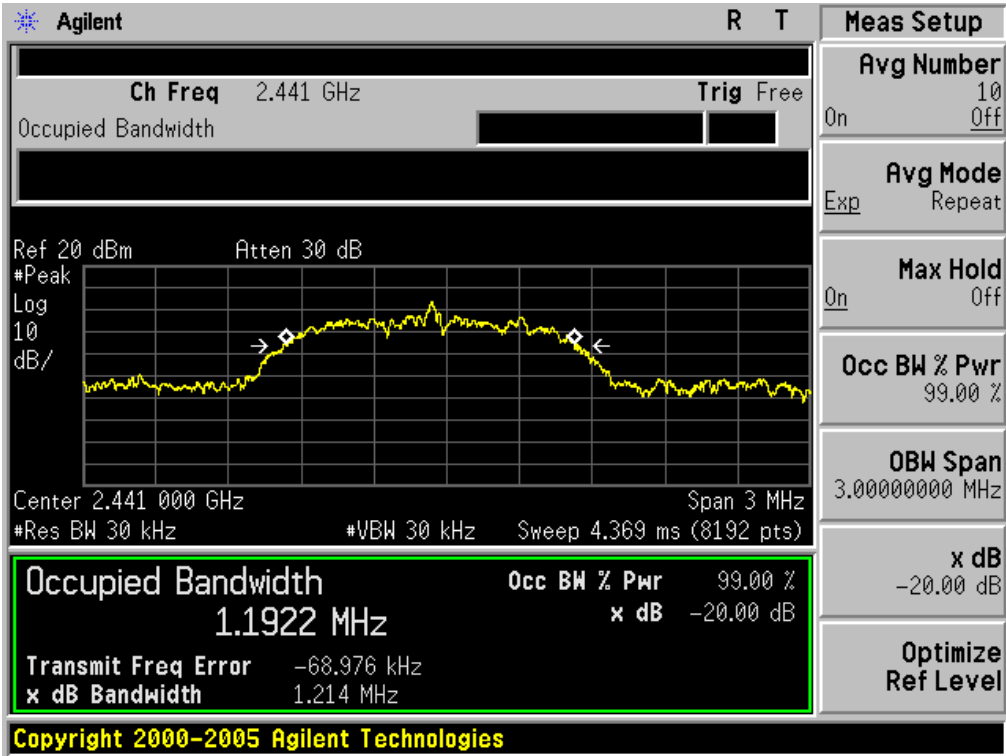 Agilent R T
Ch Freq 2.441 GHz Trig Free
Occupied Bandwidth
Ref 20 dBm Atten 30 dB
#Peak
Log
10
dB/
Center 2.441 000 GHz Span 3 MHz
#Res BW 30 kHz #VBW 30 kHz Sweep 4.369 ms (8192 pts)
Occupied Bandwidth
1.1922 MHz
Occ BW % Pwr 99.00 %
x dB -20.00 dB
Transmit Freq Error -68.976 kHz
x dB Bandwidth 1.214 MHz
Copyright 2000-2005 Agilent Technologies
Meas Setup
Avg Number
10
On Off
Avg Mode
Exp Repeat
Max Hold
On Off
Occ BW % Pwr
99.00 %
OBW Span
3.00000000 MHz
x dB
-20.00 dB
Optimize
Ref Level